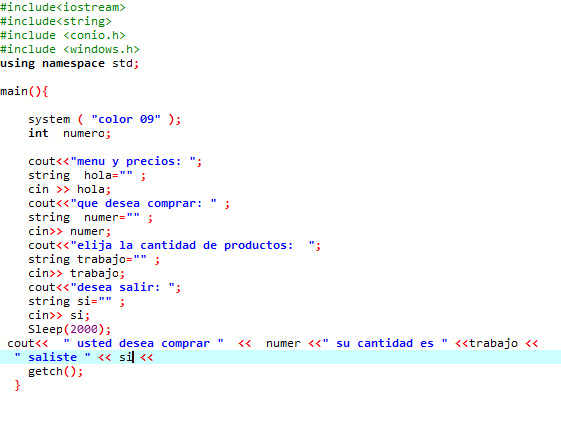 #include<iostream>
#include<string>
#include <conio.h>
#include <windows.h>
using namespace std;
main(){
system ( "color 09" );
int  numero;
cout<<"menu y precios: ";
string  hola="" ;
cin >> hola;
cout<<"que desea comprar: " ;
string  numer="" ;
cin>> numer;
cout<<"elija la cantidad de productos:  ";
string trabajo="" ;
cin>> trabajo;
cout<<"desea salir: ";
string si="" ;
cin>> si;
Sleep(2000);
cout<<  " usted desea comprar "  <<  numer <<" su cantidad es " <<trabajo <<
" saliste " << si <<
getch();
}